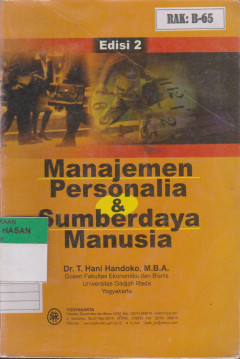 RAK: B-65
Edisi 2
Manajemen
Personalia
&
Sumberdaya
Manusia
HASAN
Dr. T. Hani Handoko, M.B.A.
Dosen Fakultas Ekonomika dan Bisnis
Universitas Gadjah Mada
Yogyakarta
YOGYAKARTA